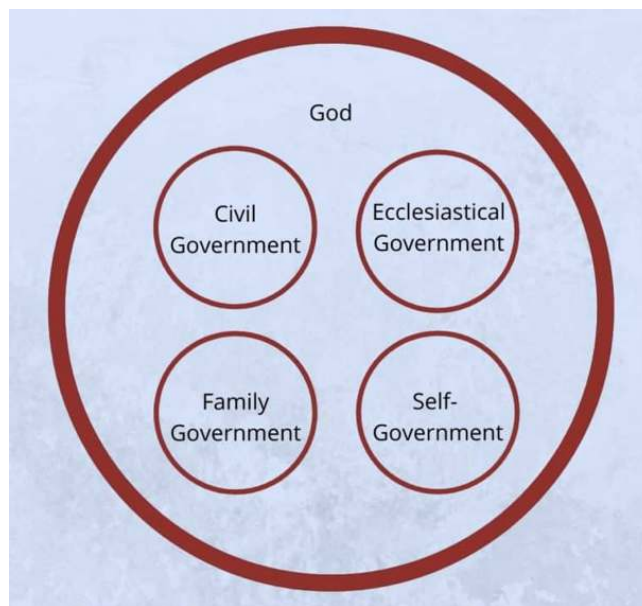 God
Civil
Government
Ecclesiastical
Government
Family
Government
Self-
Government